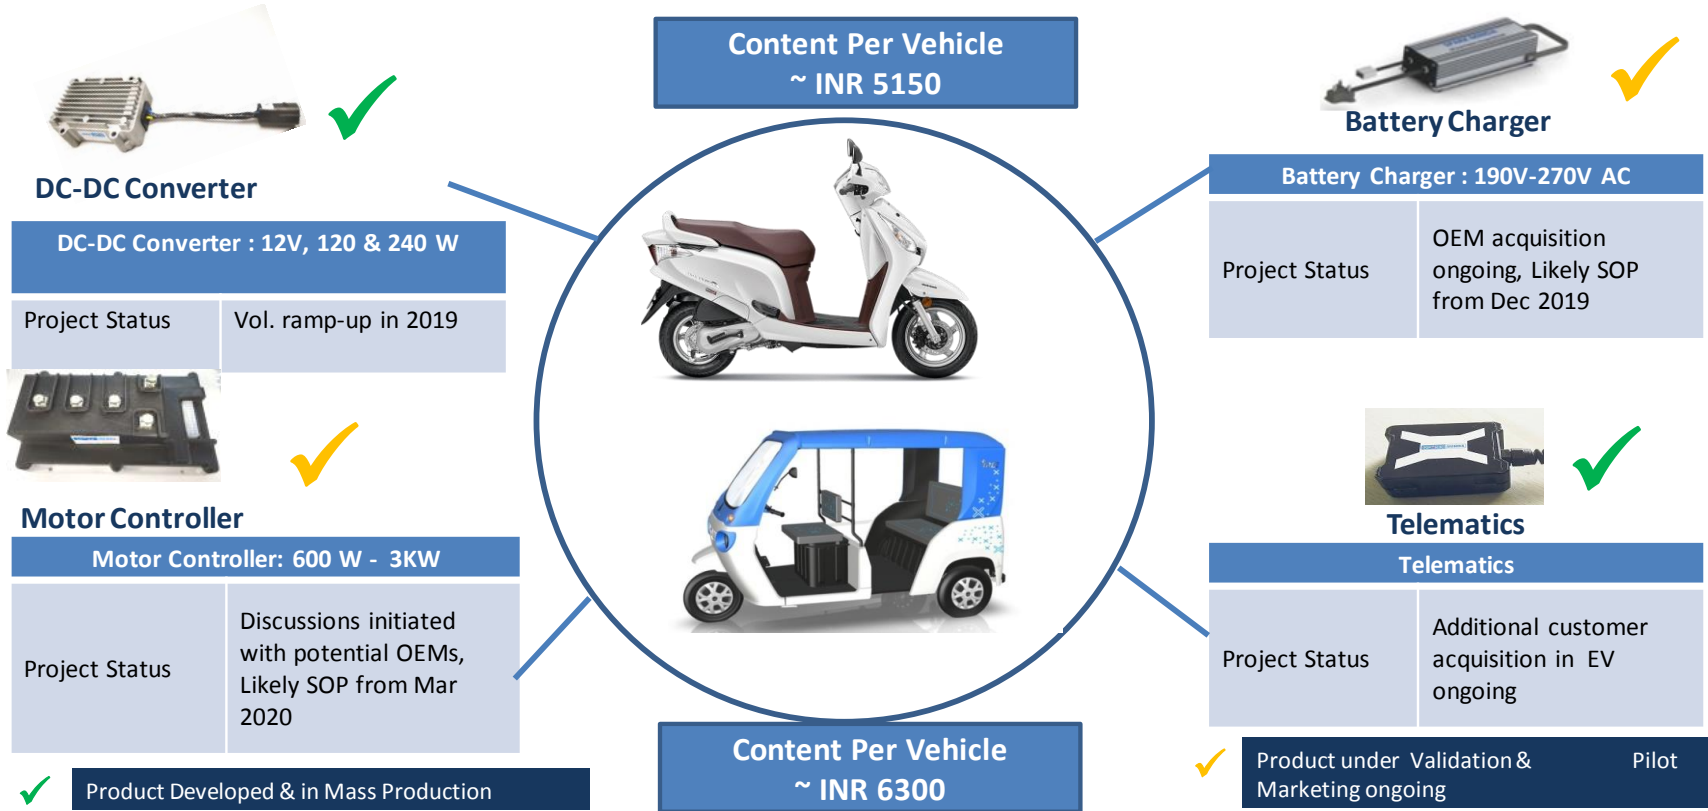 Content Per Vehicle
~ INR 5150
DC-DC Converter
DC-DC Converter : 12V, 120 & 240 W
Project Status
Vol. ramp-up in 2019
Battery Charger
Battery Charger : 190V-270V AC
Project Status
OEM acquisition
ongoing, Likely SOP
from Dec 2019
Motor Controller
Motor Controller: 600 W - 3KW
Project Status
Discussions initiated
with potential OEMs,
Likely SOP from Mar
2020
Telematics
Telematics
Project Status
Additional customer
acquisition in EV
ongoing
Content Per Vehicle
~ INR 6300
Product Developed & in Mass Production
Product under Validation & Pilot
Marketing ongoing